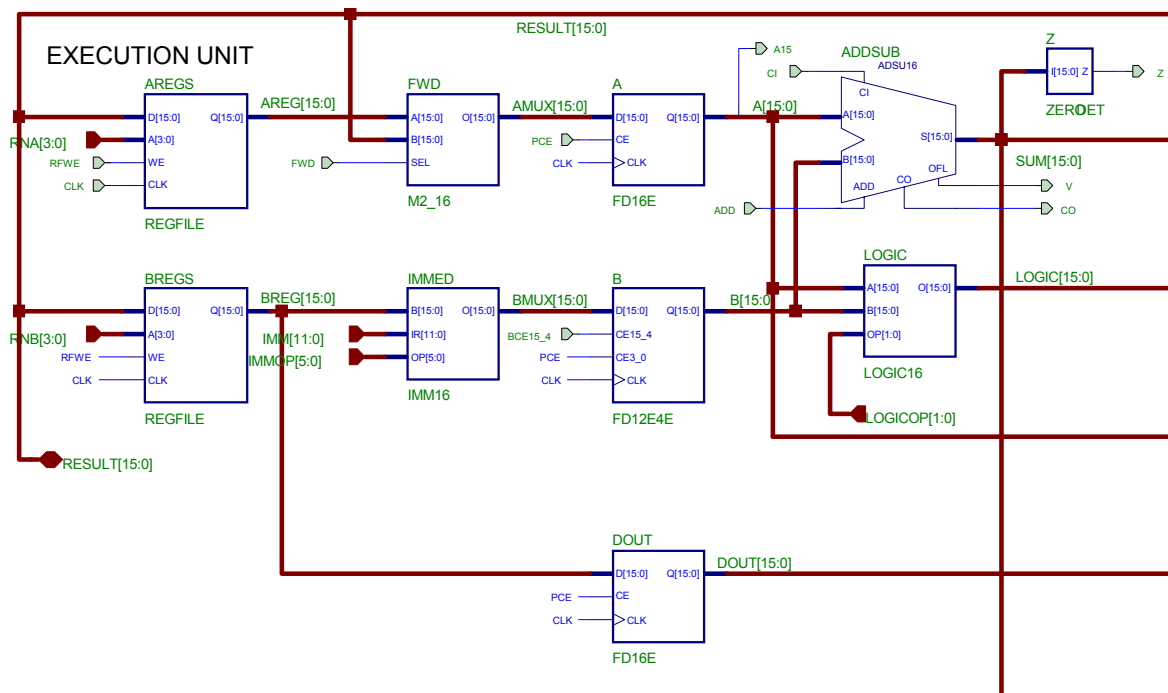 RESULT[15:0]
EXECUTION UNIT
AREGS
D[15:0] Q[15:0]
A[3:0]
WE
CLK
REGFILE
RNA[3:0]
RFWE
CLK
AREG[15:0]
FWD
A[15:0] O[15:0]
B[15:0]
SEL
M2_16
FWD
AMUX[15:0]
A
D[15:0] Q[15:0]
CE
CLK
FD16E
PCE
CLK
A[15:0]
A15
CI
ADDSUB
ADSU16
CI
A[15:0]
S[15:0]
B[15:0]
OFL
CO
ADD
ADD
SUM[15:0]
V
CO
Z
I[15:0] Z
Z
ZERODET
BREGS
D[15:0] Q[15:0]
A[3:0]
WE
CLK
REGFILE
RNB[3:0]
RFWE
CLK
BREG[15:0]
IMM[11:0]
IMMOP[5:0]
IMMED
B[15:0] O[15:0]
IR[11:0]
OP[5:0]
IMM16
BMUX[15:0]
B
D[15:0] Q[15:0]
CE15_4
CE3_0
CLK
FD12E4E
BCE15_4
PCE
CLK
B[15:0]
LOGIC
A[15:0] O[15:0]
B[15:0]
OP[1:0]
LOGIC16
LOGIC[15:0]
LOGICOP[1:0]
RESULT[15:0]
DOUT
D[15:0] Q[15:0]
CE
CLK
FD16E
PCE
CLK
DOUT[15:0]